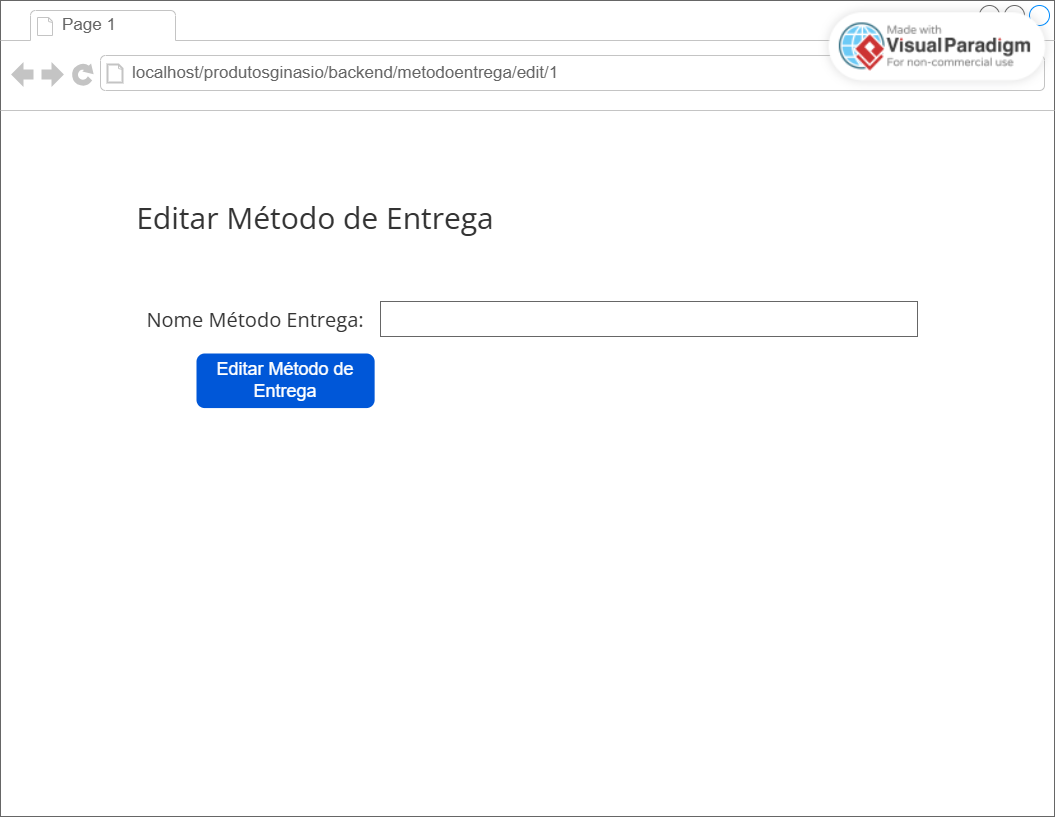 Page 1
Made with
Visual Paradigm
For non-commercial use
localhost/produtosginasio/backend/metodoentrega/edit/1
Editar Método de Entrega
Nome Método Entrega:
Editar Método de
Entrega